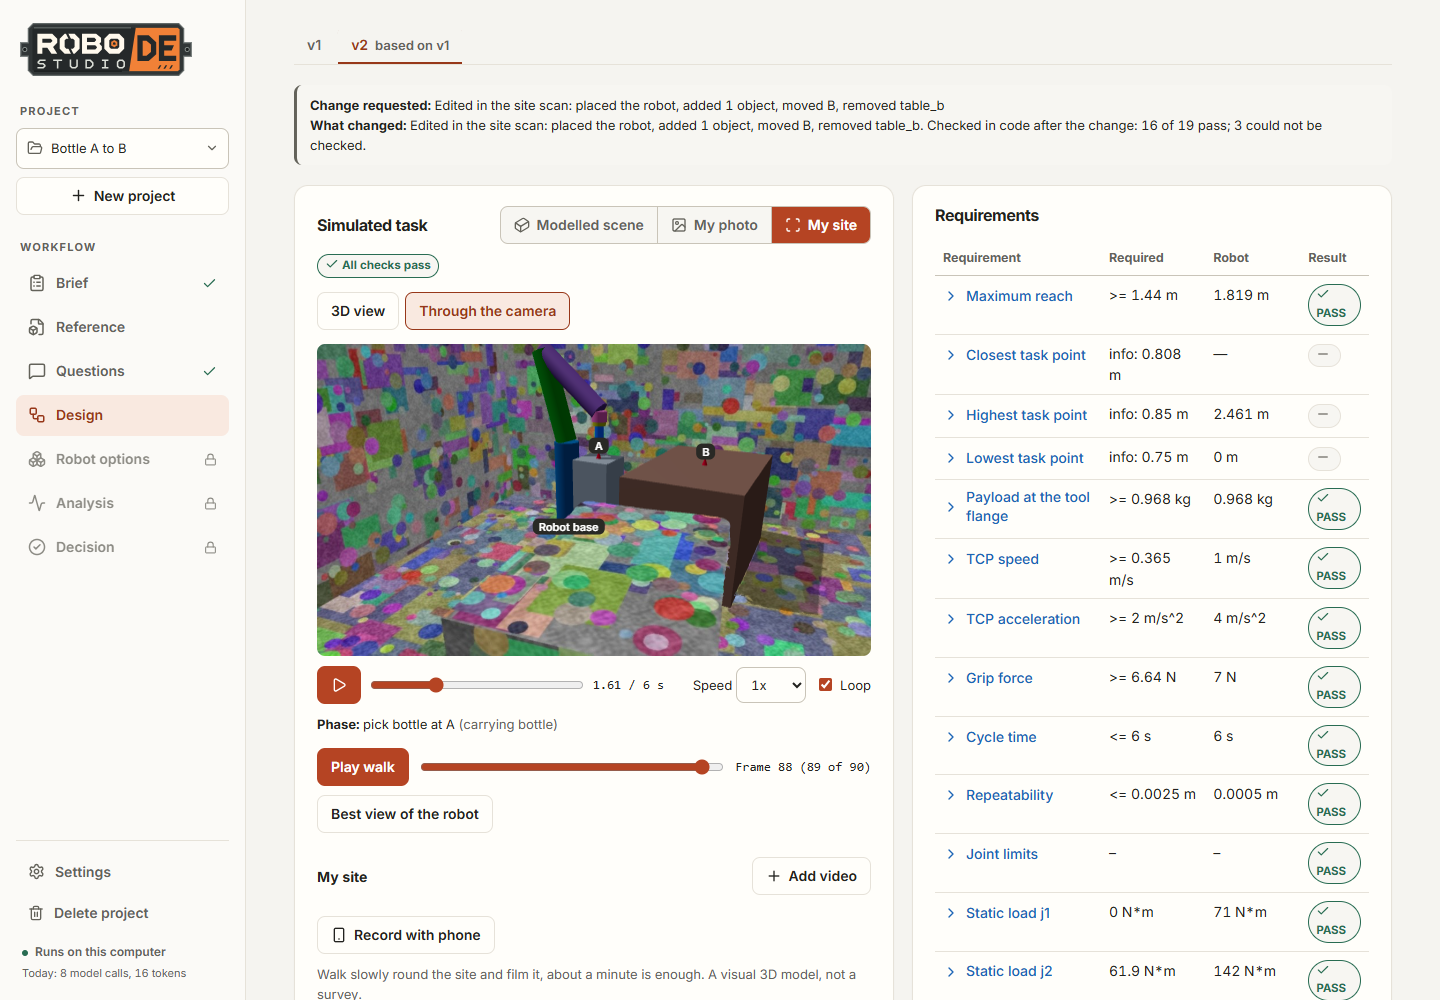 ROBO DE
STUDIO
PROJECT
Bottle A to B
New project
WORKFLOW
Brief
Reference
Questions
Design
Robot options
Analysis
Decision
Settings
Delete project
Runs on this computer
Today: 8 model calls, 16 tokens
v1
v2 based on v1
Change requested: Edited in the site scan: placed the robot, added 1 object, moved B, removed table_b
What changed: Edited in the site scan: placed the robot, added 1 object, moved B, removed table_b. Checked in code after the change: 16 of 19 pass; 3 could not be
checked.
Simulated task
Modelled scene
My photo
My site
All checks pass
3D view
Through the camera
A
B
Robot base
1.61 / 6 s
Speed
1x
Loop
Phase: pick bottle at A (carrying bottle)
Play walk
Frame 88 (89 of 90)
Best view of the robot
My site
Add video
Record with phone
Walk slowly round the site and film it, about a minute is enough. A visual 3D model, not a
survey.
Requirements
Requirement Required Robot Result
Maximum reach >= 1.44 m 1.819 m PASS
Closest task point info: 0.808 m — –
Highest task point info: 0.85 m 2.461 m –
Lowest task point info: 0.75 m 0 m –
Payload at the tool flange >= 0.968 kg 0.968 kg PASS
TCP speed >= 0.365 m/s 1 m/s PASS
TCP acceleration >= 2 m/s^2 4 m/s^2 PASS
Grip force >= 6.64 N 7 N PASS
Cycle time <= 6 s 6 s PASS
Repeatability <= 0.0025 m 0.0005 m PASS
Joint limits – – PASS
Static load j1 0 N*m 71 N*m PASS
Static load j2 61.9 N*m 142 N*m PASS